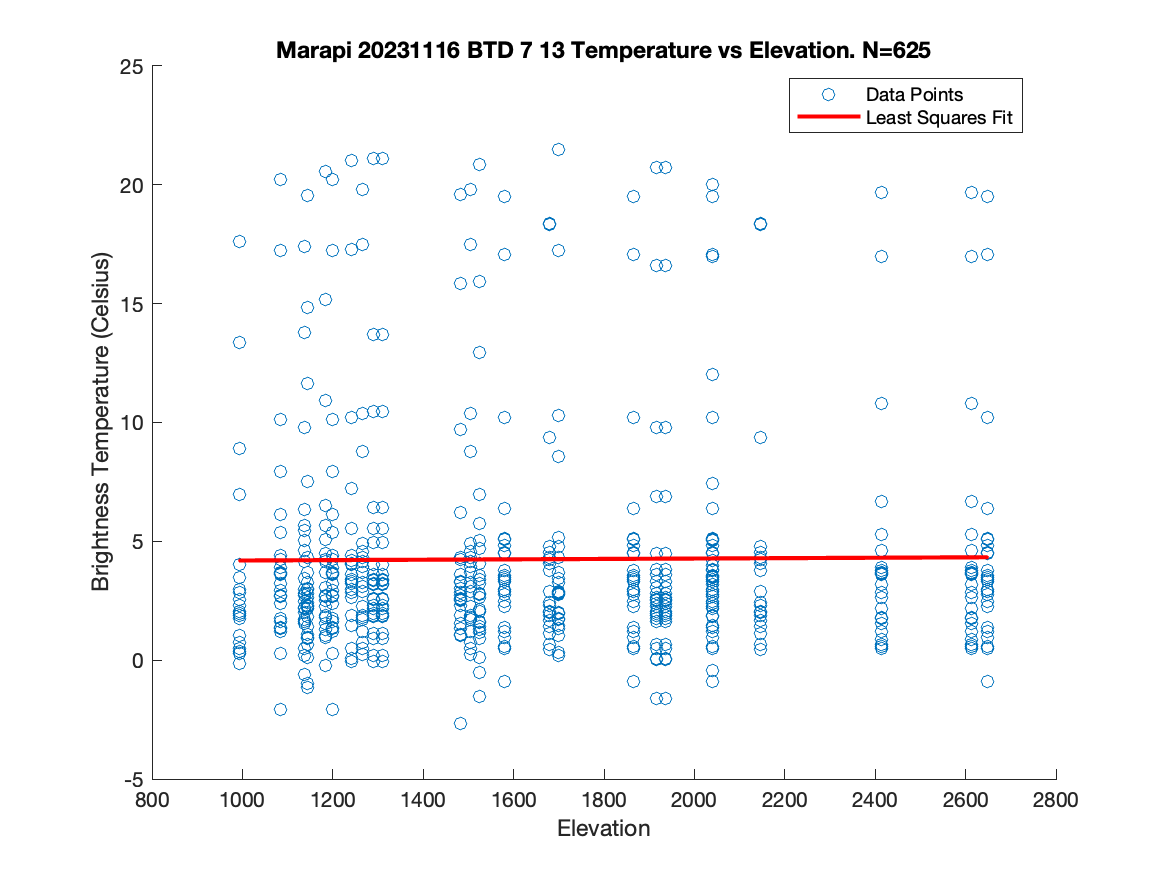 Marapi 20231116 BTD 7 13 Temperature vs Elevation. N=625
25
20
15
10
5
0
-5
Brightness Temperature (Celsius)
Data Points
Least Squares Fit
800 1000 1200 1400 1600 1800 2000 2200 2400 2600 2800
Elevation